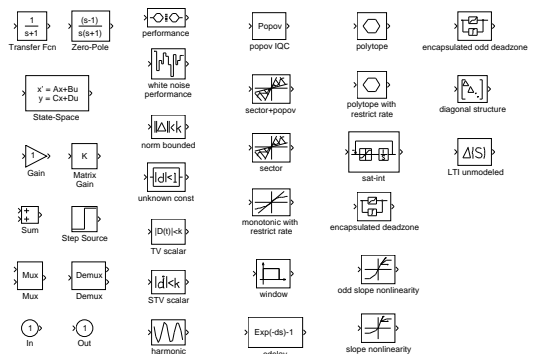 1
s+1
Transfer Fcn
(s-1)
s(s+1)
Zero-Pole
performance
Popov
popov IQC
polytope
encapsulated odd deadzone
x' = Ax+Bu
y = Cx+Du
State-Space
white noise
performance
sector+popov
polytope with
restrict rate
diagonal structure
1
Gain
K
Matrix
Gain
||Δ||<k
norm bounded
sector
sat-int
Δ(S)
LTI unmodeled
+
+
Sum
Step Source
|d|<1
unknown const
monotonic with
restrict rate
encapsulated deadzone
Mux
Mux
Demux
Demux
|D(t)|<k
TV scalar
|d|<k
STV scalar
window
odd slope nonlinearity
1
In
1
Out
harmonic
Exp(-ds)-1
slope nonlinearity